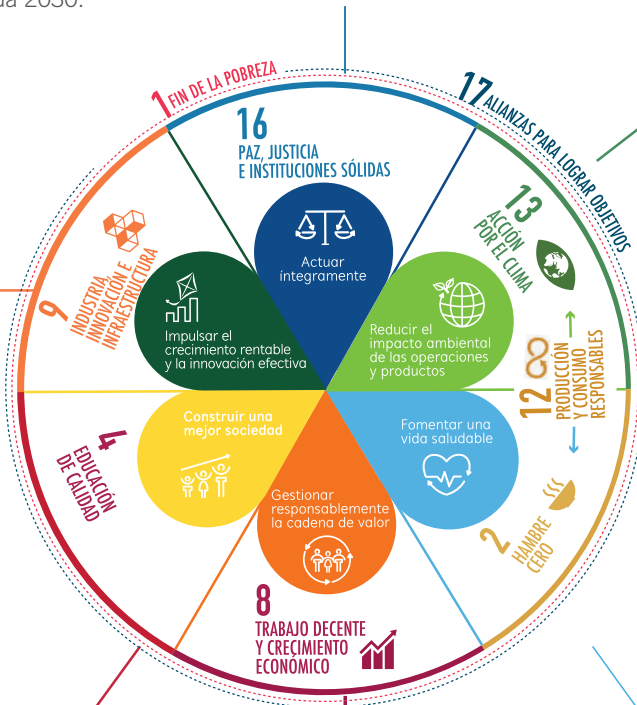 da 2030.
1 FIN DE LA POBREZA
17 ALIANZAS PARA LOGRAR OBJETIVOS
16
PAZ, JUSTICIA
E INSTITUCIONES SÓLIDAS
13
ACCIÓN
POR EL CLIMA
9
INDUSTRIA,
INNOVACIÓN E
INFRAESTRUCTURA
Actuar
íntegramente
Impulsar el
crecimiento rentable
y la innovación efectiva
Reducir el
impacto ambiental
de las operaciones
y productos
12
PRODUCCIÓN
Y CONSUMO
RESPONSABLES
Construir una
mejor sociedad
Fomentar una
vida saludable
4
EDUCACIÓN
DE CALIDAD
Gestionar
responsablemente
la cadena de valor
2
HAMBRE
CERO
8
TRABAJO DECENTE
Y CRECIMIENTO
ECONÓMICO